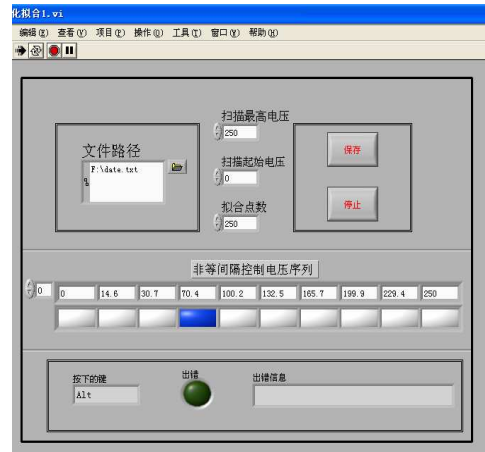 化拟合1.vi
编辑(E) 查看(V) 项目(P) 操作(O) 工具(T) 窗口(W) 帮助(H)
扫描最高电压
250
文件路径
F:\date.txt
扫描起始电压
0
拟合点数
250
保存
停止
非等间隔控制电压序列
0 0 14.6 30.7 70.4 100.2 132.5 165.7 199.9 229.4 250
按下的键
Alt
出错
出错信息